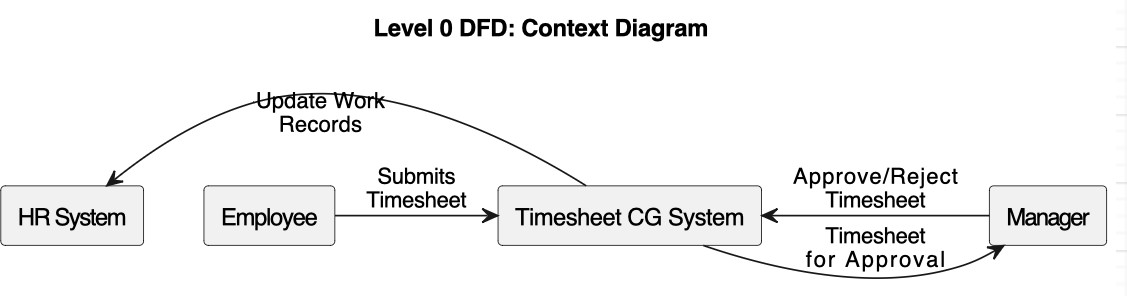 Level 0 DFD: Context Diagram
Update Work
Records
HR System
Employee
Submits
Timesheet
Timesheet CG System
Approve/Reject
Timesheet
Timesheet
for Approval
Manager